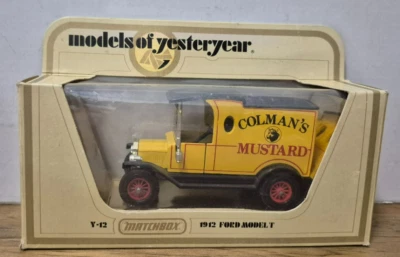 models of yesteryear®
COLMAN'S
MUSTARD
Y-12 MATCHBOX 1912 FORD MODEL T